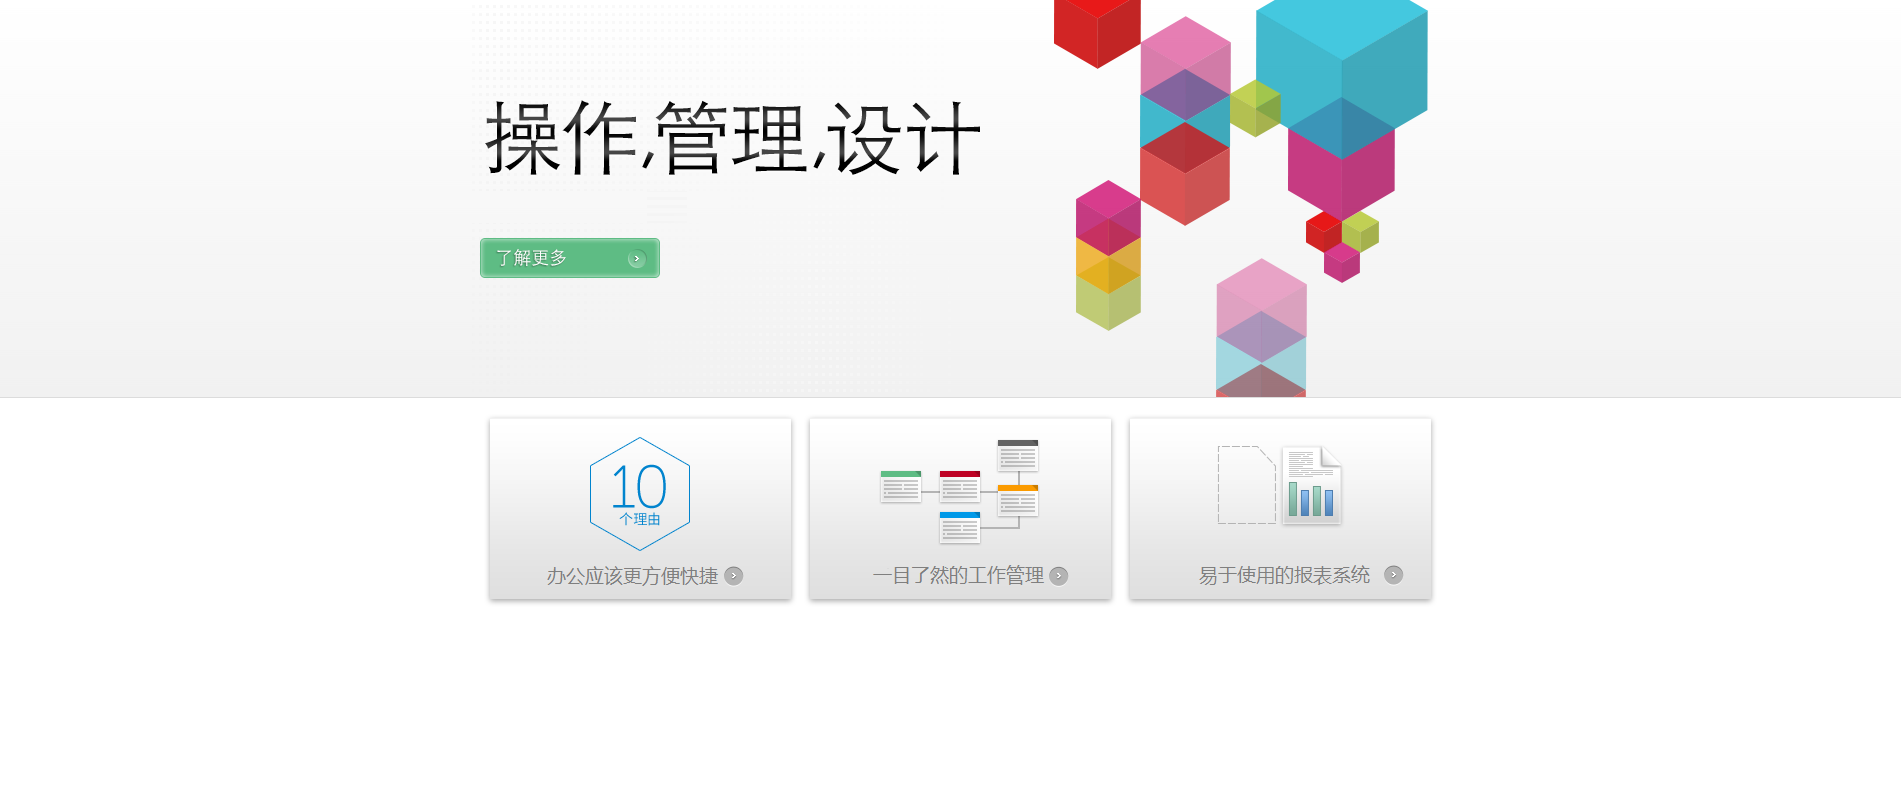 操作,管理,设计
了解更多
10
个理由
办公应该更方便快捷
一目了然的工作管理
易于使用的报表系统